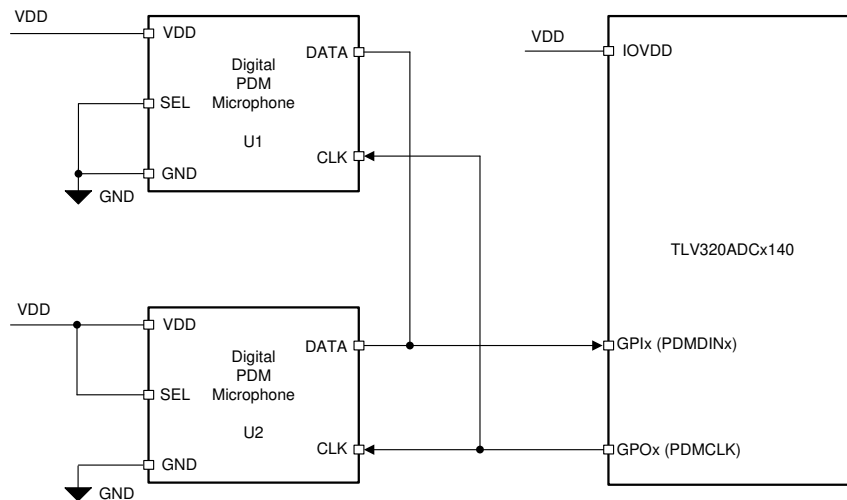 VDD
VDD
SEL
GND
GND
Digital
PDM
Microphone
U1
DATA
CLK
VDD
VDD
SEL
GND
GND
Digital
PDM
Microphone
U2
DATA
CLK
VDD
IOVDD
TLV320ADCx140
GPIx (PDMDINx)
GPOx (PDMCLK)